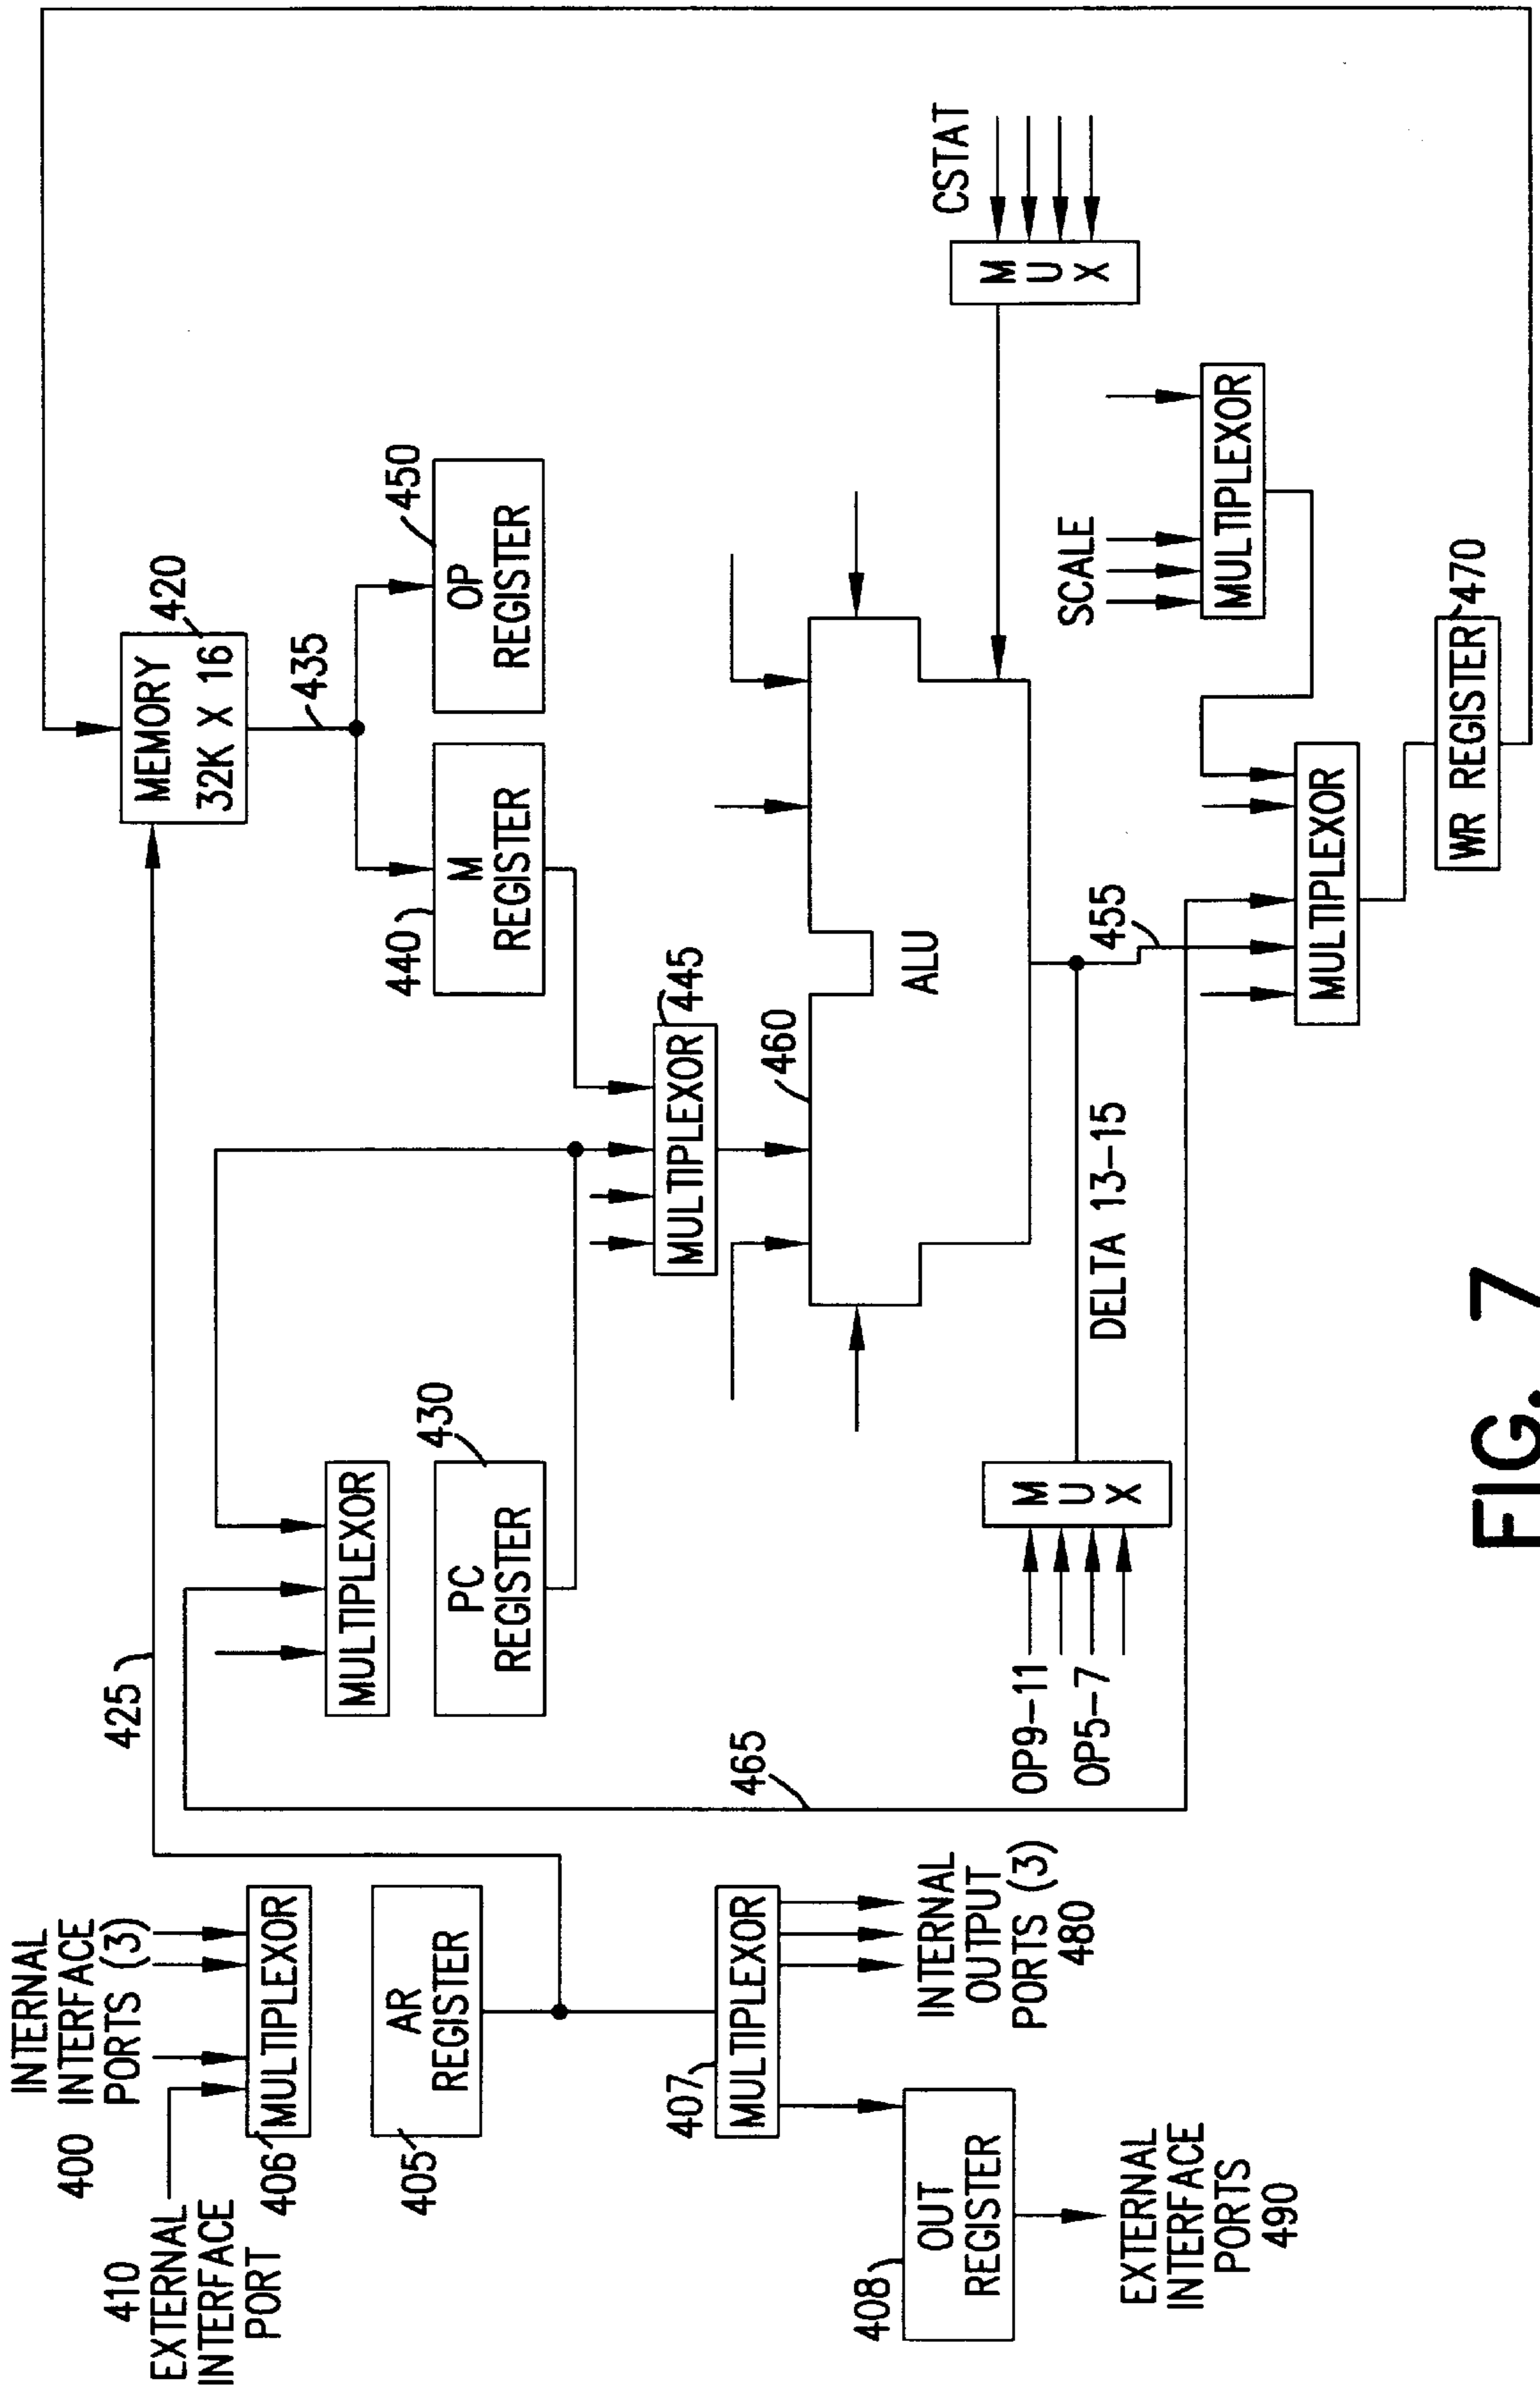 INTERNAL
INTERFACE
PORTS (3)
400
410
EXTERNAL
INTERFACE
PORT
406
MULTIPLEXOR
405
AR
REGISTER
407
MULTIPLEXOR
INTERNAL
OUTPUT
PORTS (3)
480
408
OUT
REGISTER
EXTERNAL
INTERFACE
PORTS
490
425
MULTIPLEXOR
430
PC
REGISTER
465
MEMORY
32K X 16
420
435
440
M
REGISTER
450
OP
REGISTER
MULTIPLEXOR
445
460
ALU
CSTAT
MUX
OP9-11
OP5-7
MUX
DELTA 13-15
455
SCALE
MULTIPLEXOR
MULTIPLEXOR
WR REGISTER
470
FIG. 7